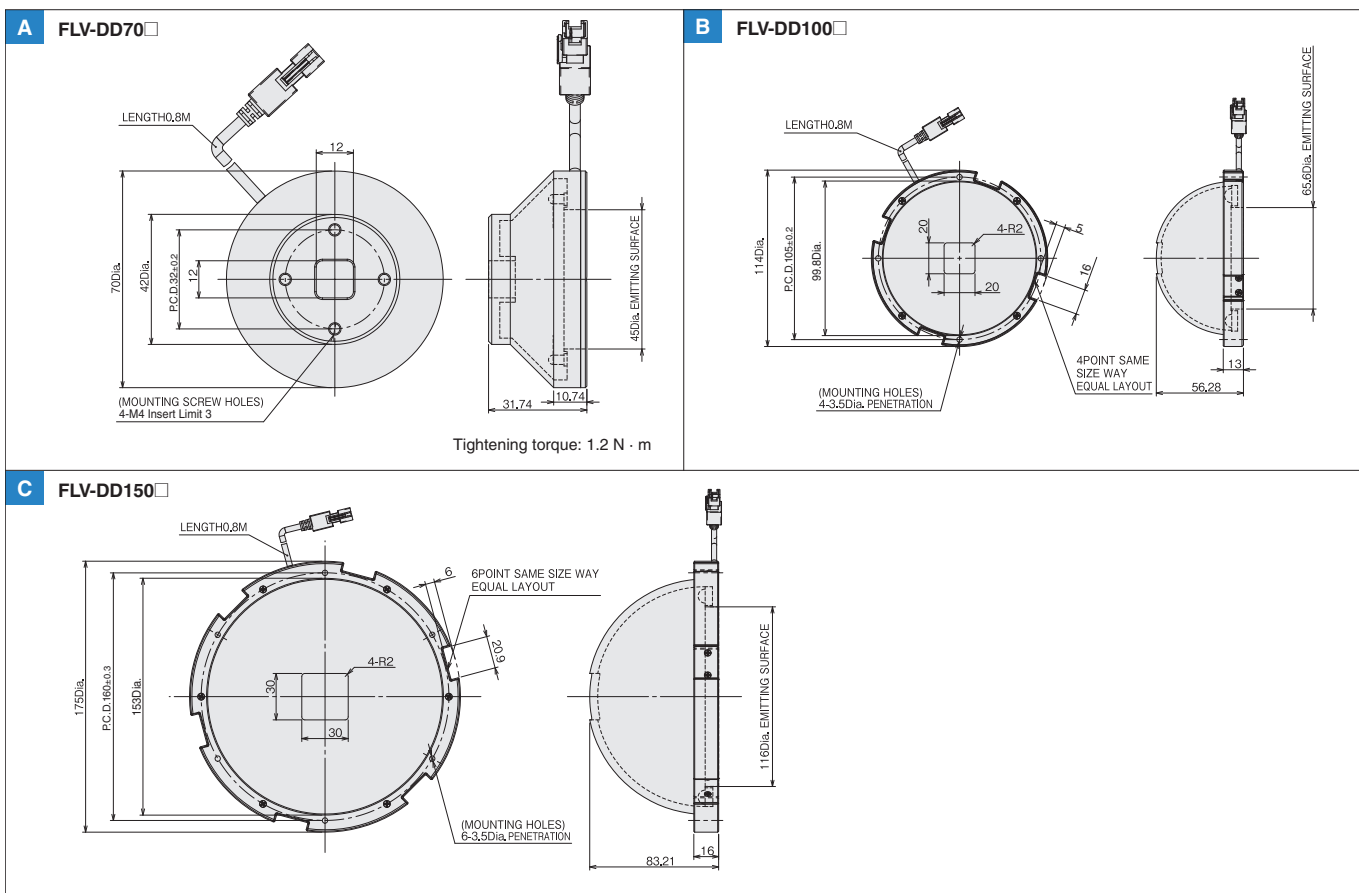 A FLV-DD70□
LENGTH0.8M
12
70Dia.
42Dia.
P.C.D.32±0.2
12
(MOUNTING SCREW HOLES)
4-M4 Insert Limit 3
45Dia. EMITTING SURFACE
10.74
31.74
Tightening torque: 1.2 N · m
B FLV-DD100□
LENGTH0.8M
114Dia.
P.C.D.105±0.2
99.8Dia.
20
4-R2
20
5
16
(MOUNTING HOLES)
4-3.5Dia. PENETRATION
4POINT SAME
SIZE WAY
EQUAL LAYOUT
65.6Dia. EMITTING SURFACE
13
56.28
C FLV-DD150□
LENGTH0.8M
175Dia.
P.C.D.160±0.3
153Dia.
30
4-R2
30
6
6POINT SAME SIZE WAY
EQUAL LAYOUT
20.9
(MOUNTING HOLES)
6-3.5Dia. PENETRATION
116Dia. EMITTING SURFACE
16
83.21